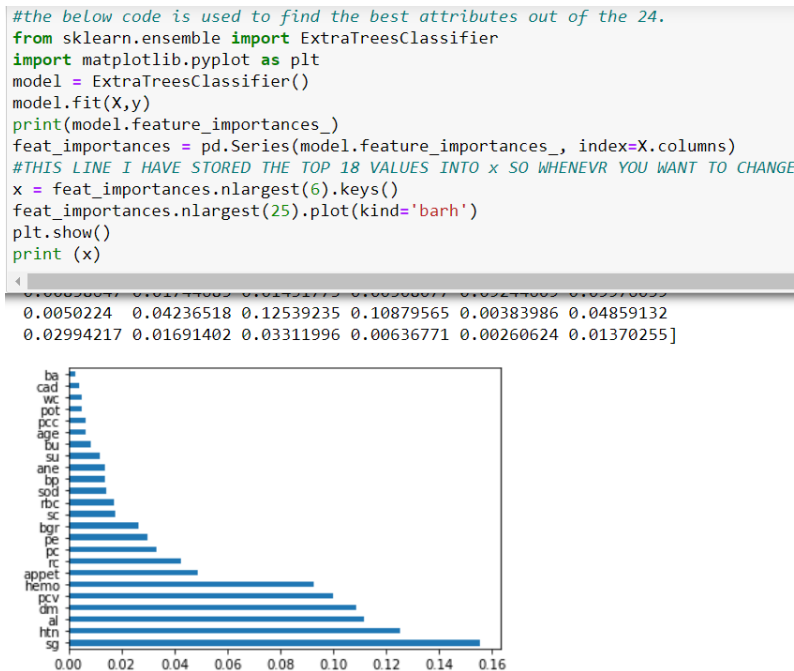 #the below code is used to find the best attributes out of the 24.
from sklearn.ensemble import ExtraTreesClassifier
import matplotlib.pyplot as plt
model = ExtraTreesClassifier()
model.fit(X,y)
print(model.feature_importances_)
feat_importances = pd.Series(model.feature_importances_, index=X.columns)
#THIS LINE I HAVE STORED THE TOP 18 VALUES INTO x SO WHENEVR YOU WANT TO CHANGE
x = feat_importances.nlargest(6).keys()
feat_importances.nlargest(25).plot(kind='barh')
plt.show()
print (x)
0.0050224 0.04236518 0.12539235 0.10879565 0.00383986 0.04859132
0.02994217 0.01691402 0.03311996 0.00636771 0.00260624 0.01370255]
ba
cad
wc
pot
pcc
age
bu
su
ane
bp
sod
rbc
sc
bgr
pe
pc
rc
appet
hemo
pcv
dm
al
htn
sg
0.00 0.02 0.04 0.06 0.08 0.10 0.12 0.14 0.16